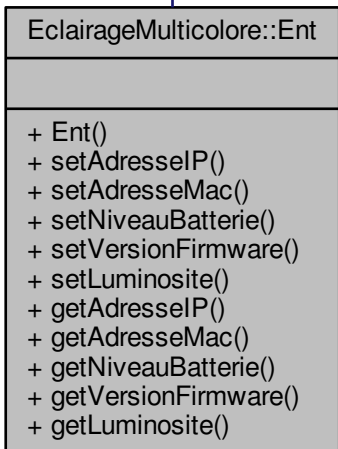 EclairageMulticolore::Ent
+ Ent()
+ setAdresseIP()
+ setAdresseMac()
+ setNiveauBatterie()
+ setVersionFirmware()
+ setLuminosite()
+ getAdresseIP()
+ getAdresseMac()
+ getNiveauBatterie()
+ getVersionFirmware()
+ getLuminosite()